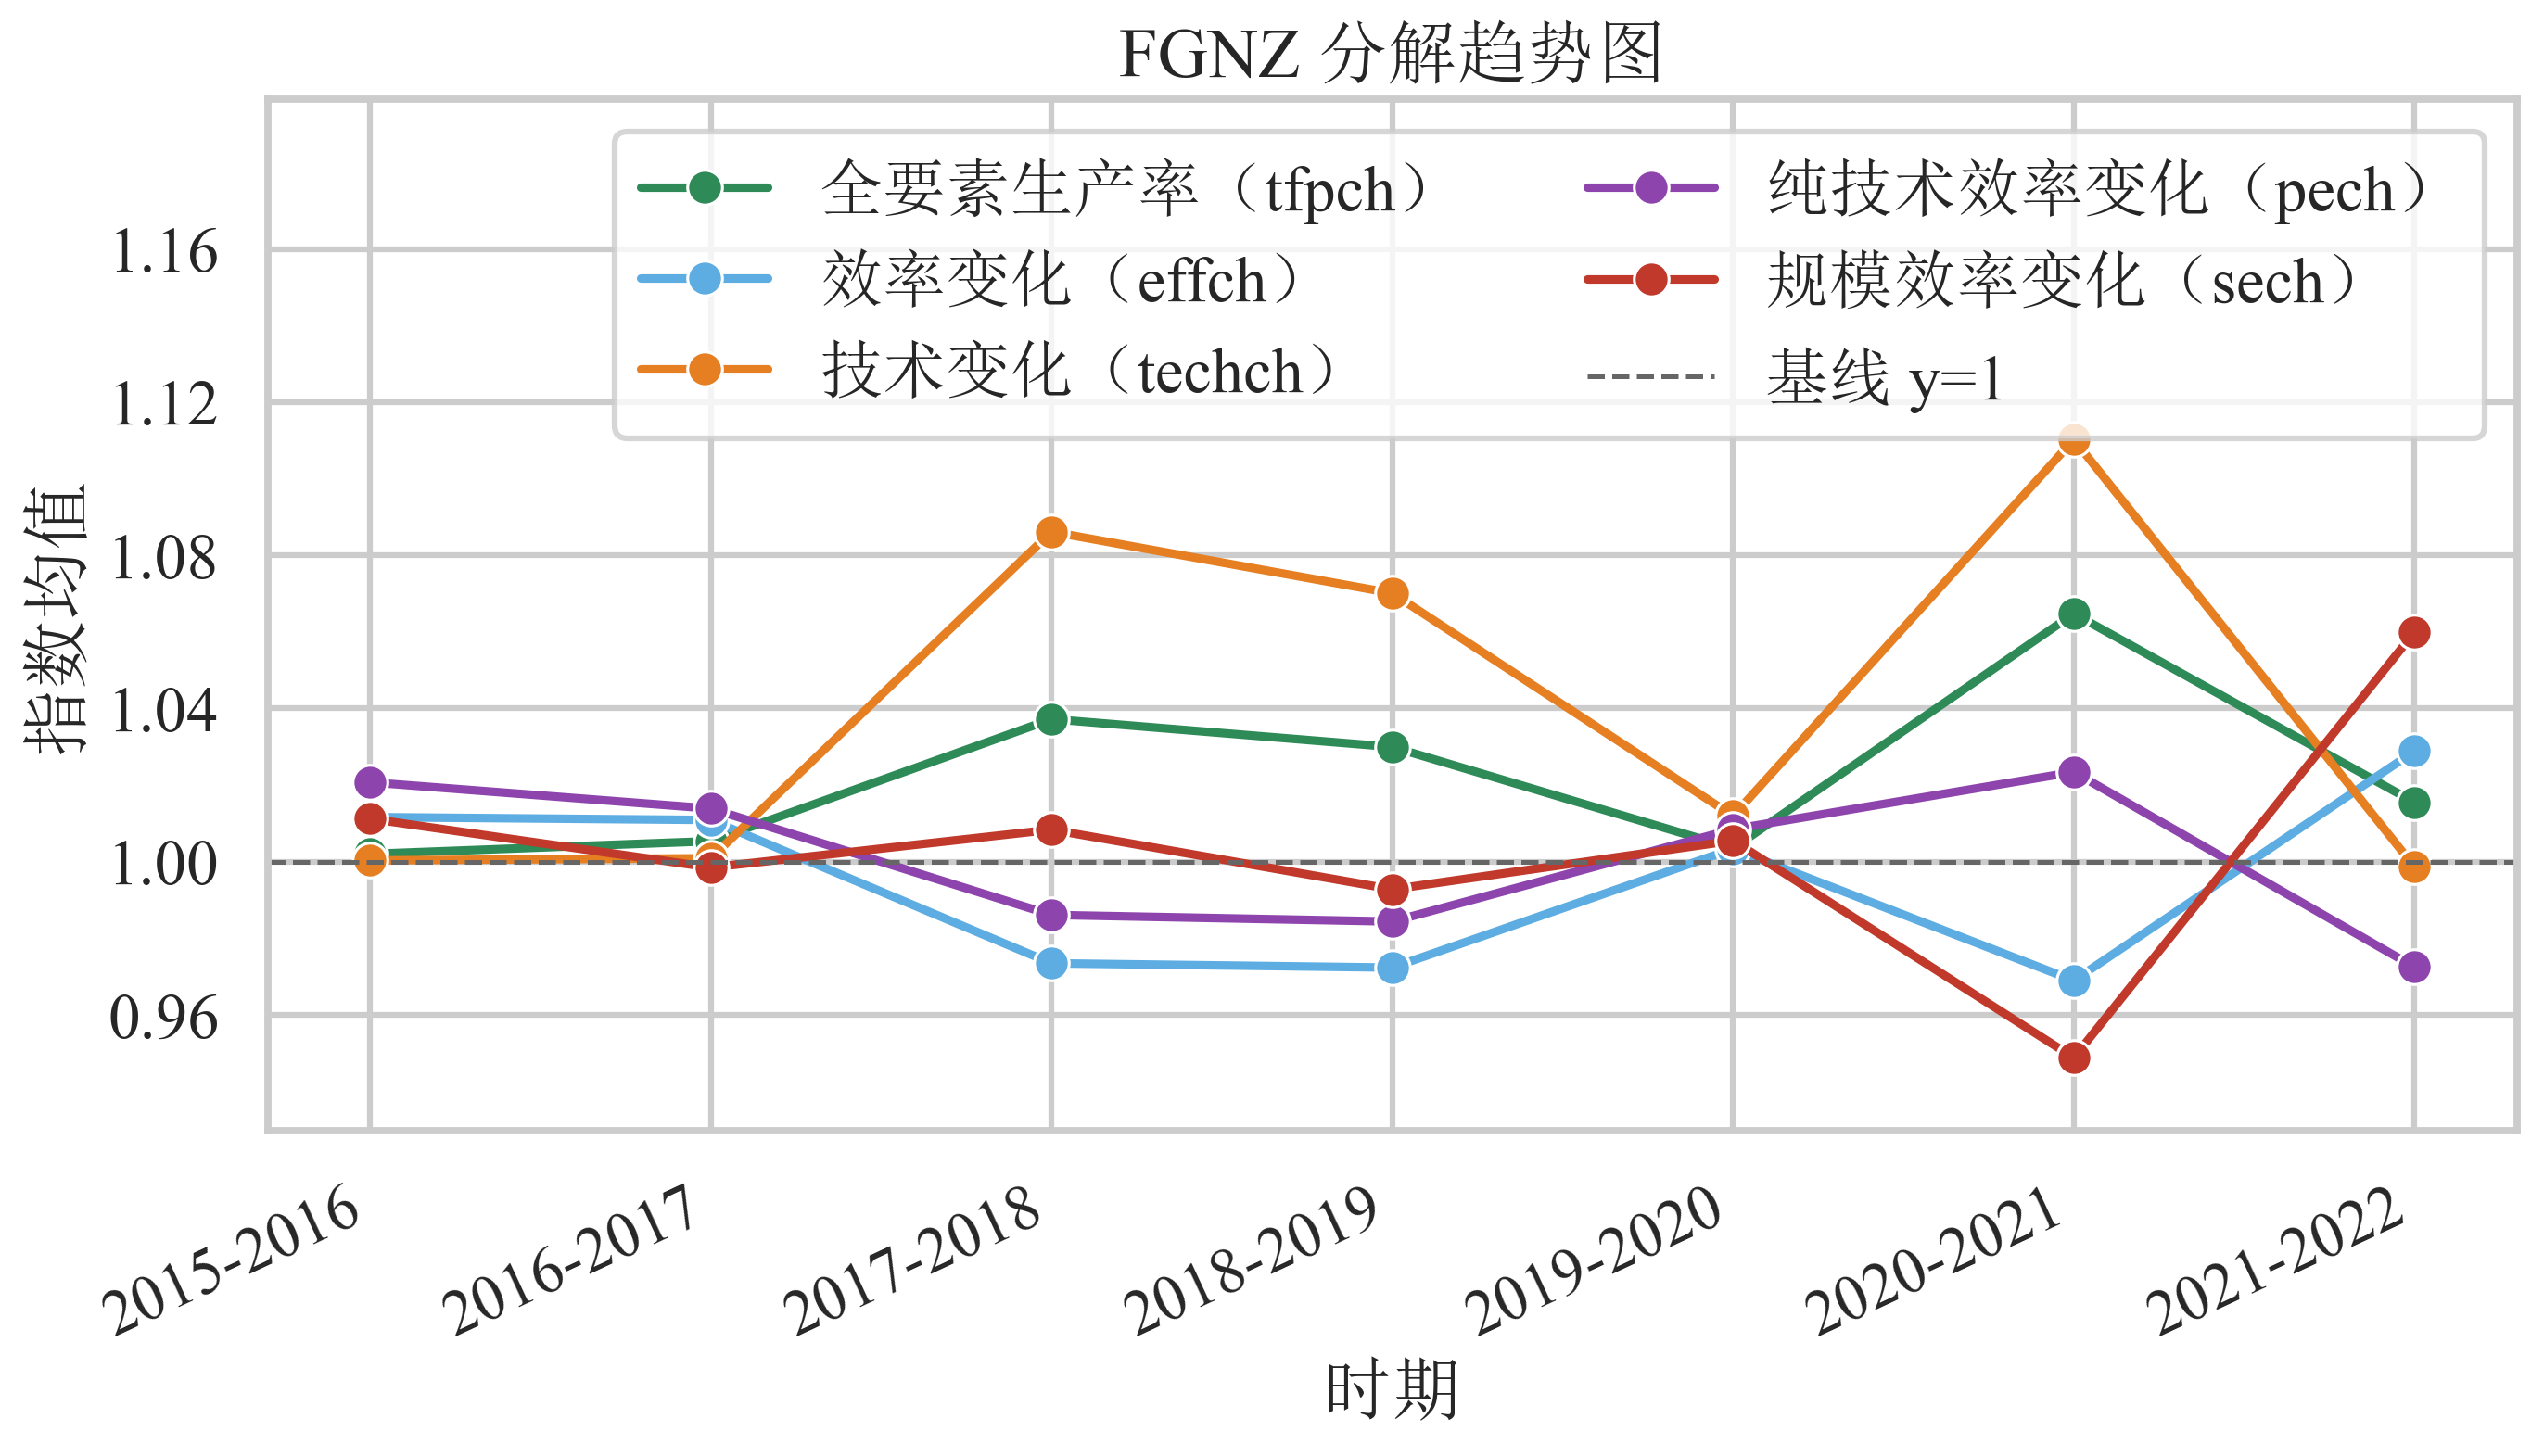 FGNZ 分解趋势图
全要素生产率（tfpch）
效率变化（effch）
技术变化（techch）
纯技术效率变化（pech）
规模效率变化（sech）
基线 y=1
指数均值
1.16
1.12
1.08
1.04
1.00
0.96
2015-2016
2016-2017
2017-2018
2018-2019
2019-2020
2020-2021
2021-2022
时期